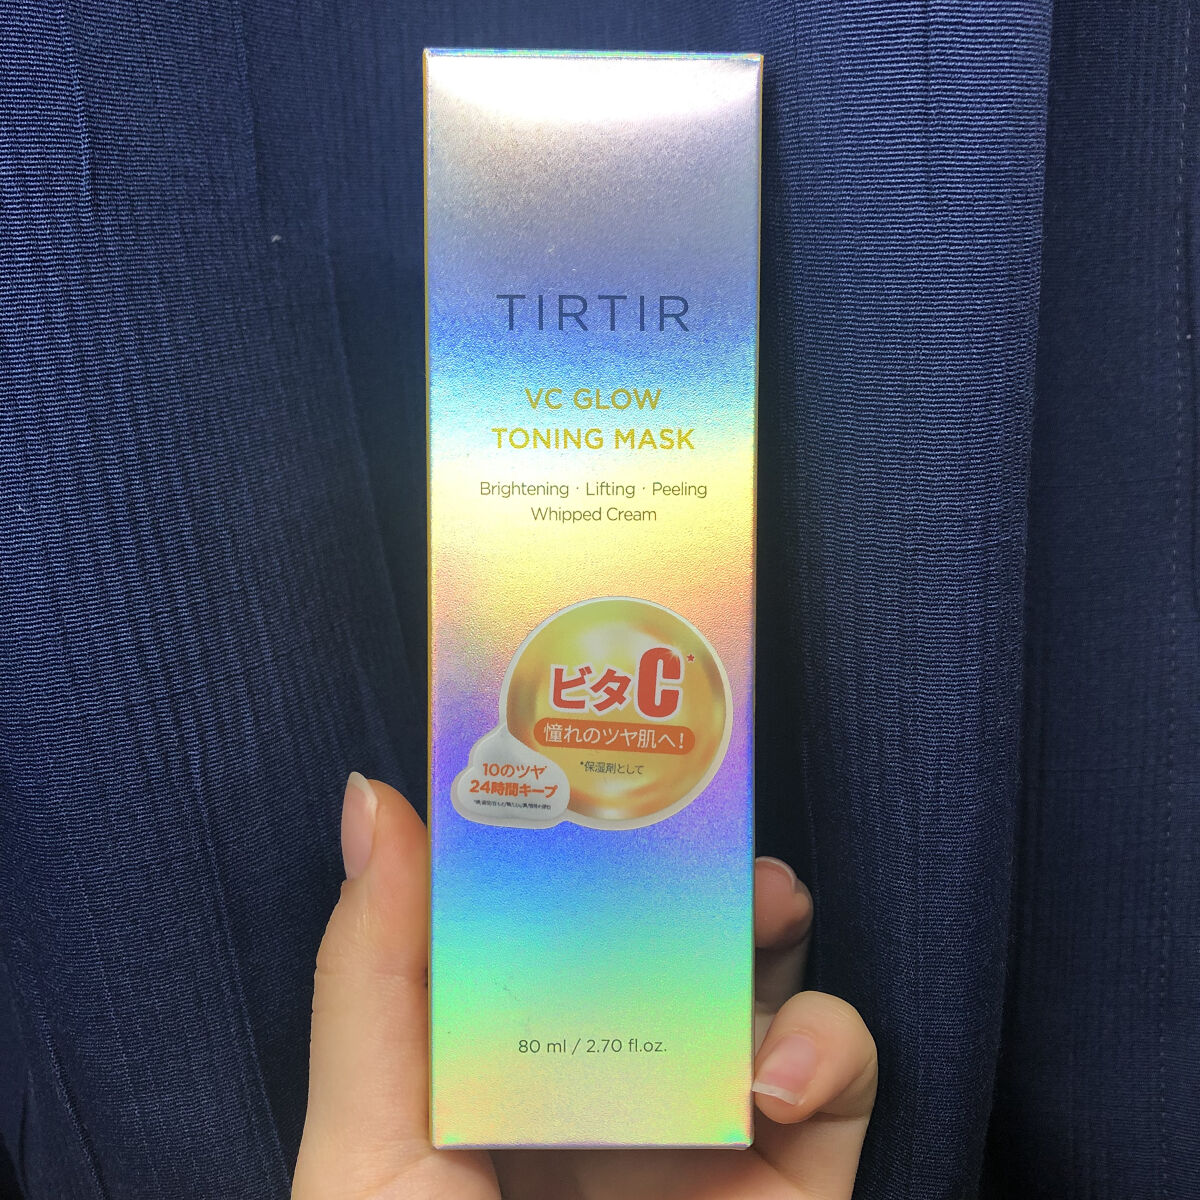 TIRTIR
VC GLOW
TONING MASK
Brightening · Lifting · Peeling
Whipped Cream
ビタC*
憧れのツヤ肌へ!
*保湿剤として
10のツヤ
24時間キープ
80 ml / 2.70 fl.oz.